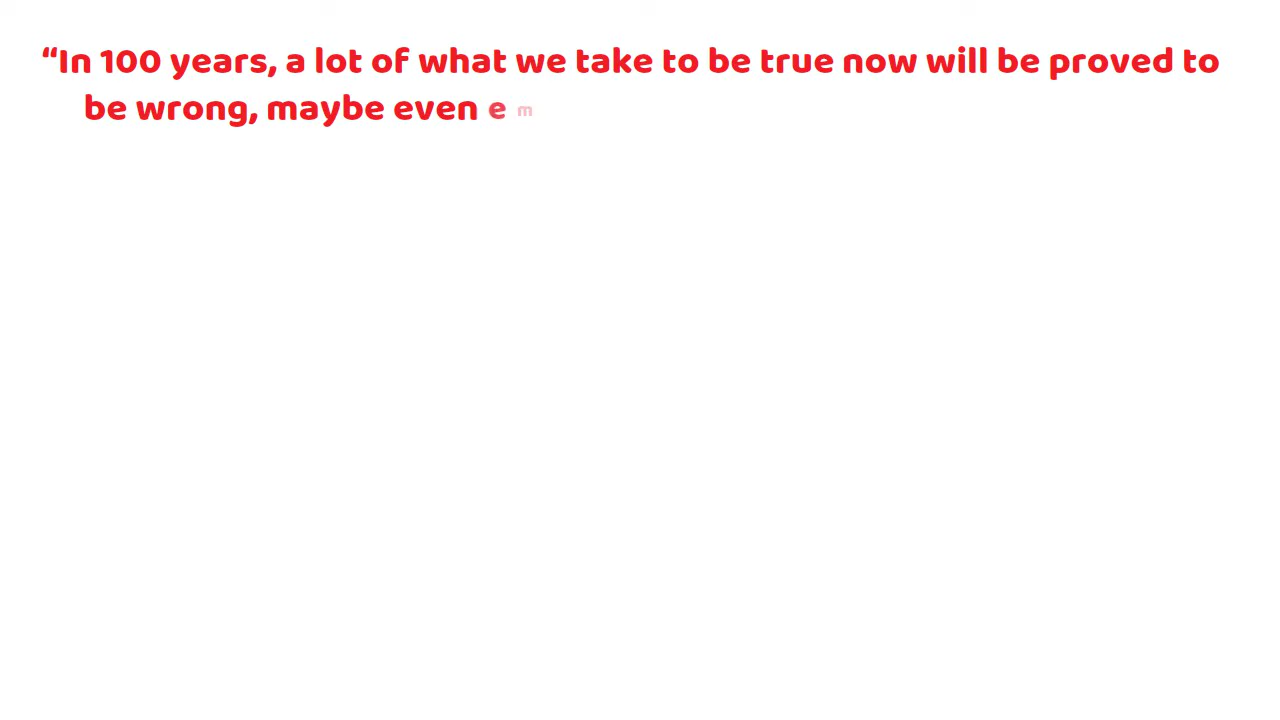 “In 100 years, a lot of what we take to be true now will be proved to
be wrong, maybe even e m